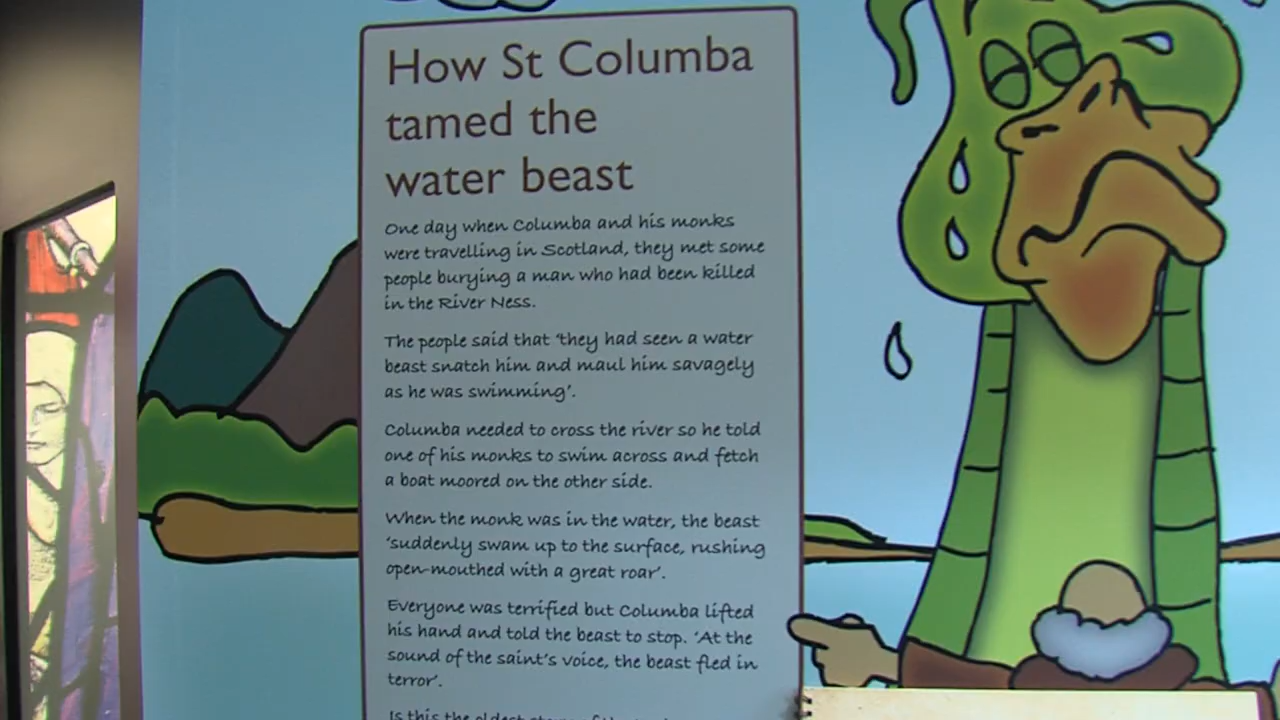 How St Columba
tamed the
water beast
One day when Columba and his monks
were travelling in Scotland, they met some
people burying a man who had been killed
in the River Ness.
The people said that 'they had seen a water
beast snatch him and maul him savagely
as he was swimming'.
Columba needed to cross the river so he told
one of his monks to swim across and fetch
a boat moored on the other side.
When the monk was in the water, the beast
'suddenly swam up to the surface, rushing
open-mouthed with a great roar'.
Everyone was terrified but Columba lifted
his hand and told the beast to stop. 'At the
sound of the saint's voice, the beast fled in
terror'.
Is this the oldest